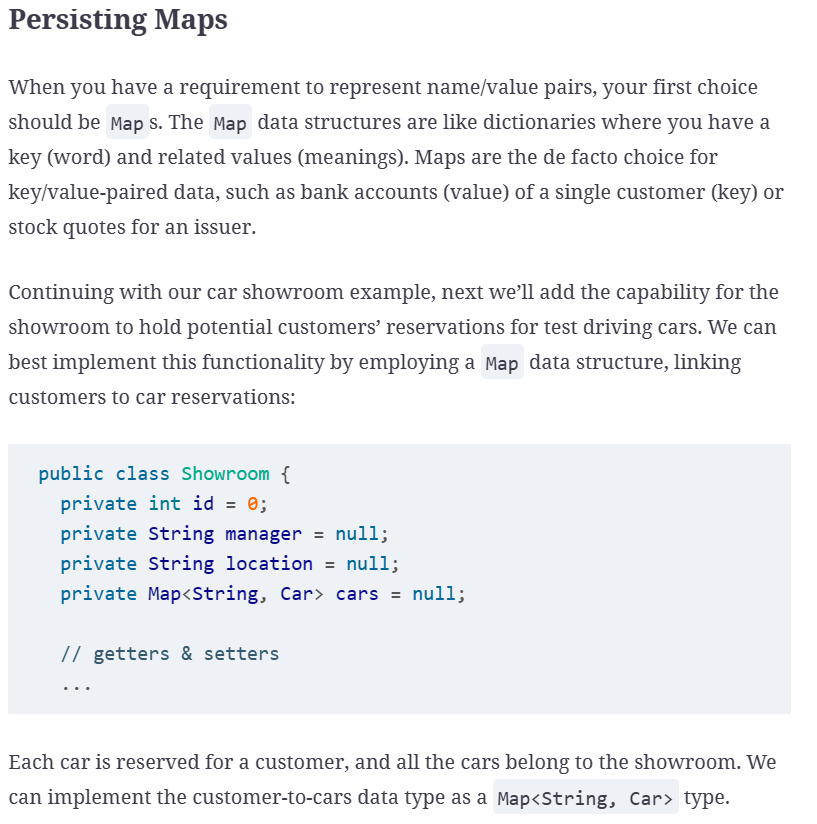 Persisting Maps
When you have a requirement to represent name/value pairs, your first choice
should be Map s. The Map data structures are like dictionaries where you have a
key (word) and related values (meanings). Maps are the de facto choice for
key/value-paired data, such as bank accounts (value) of a single customer (key) or
stock quotes for an issuer.
Continuing with our car showroom example, next we’ll add the capability for the
showroom to hold potential customers’ reservations for test driving cars. We can
best implement this functionality by employing a Map data structure, linking
customers to car reservations:
public class Showroom {
  private int id = 0;
  private String manager = null;
  private String location = null;
  private Map<String, Car> cars = null;
  // getters & setters
  ...
Each car is reserved for a customer, and all the cars belong to the showroom. We
can implement the customer-to-cars data type as a Map<String, Car> type.